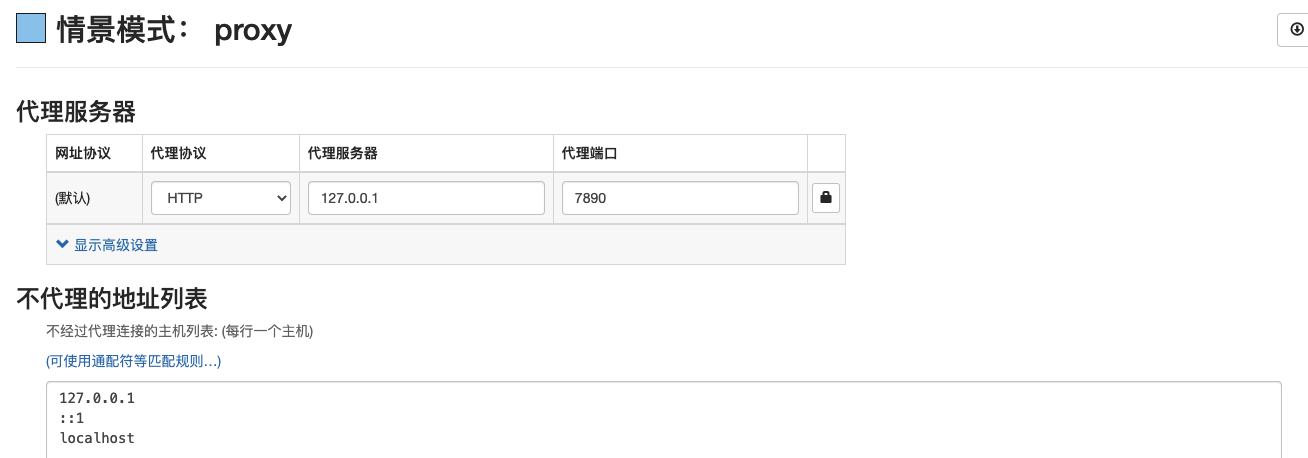 情景模式： proxy
代理服务器
网址协议 代理协议 代理服务器 代理端口
(默认) HTTP 127.0.0.1 7890
显示高级设置
不代理的地址列表
不经过代理连接的主机列表: (每行一个主机)
(可使用通配符等匹配规则…)
127.0.0.1
::1
localhost